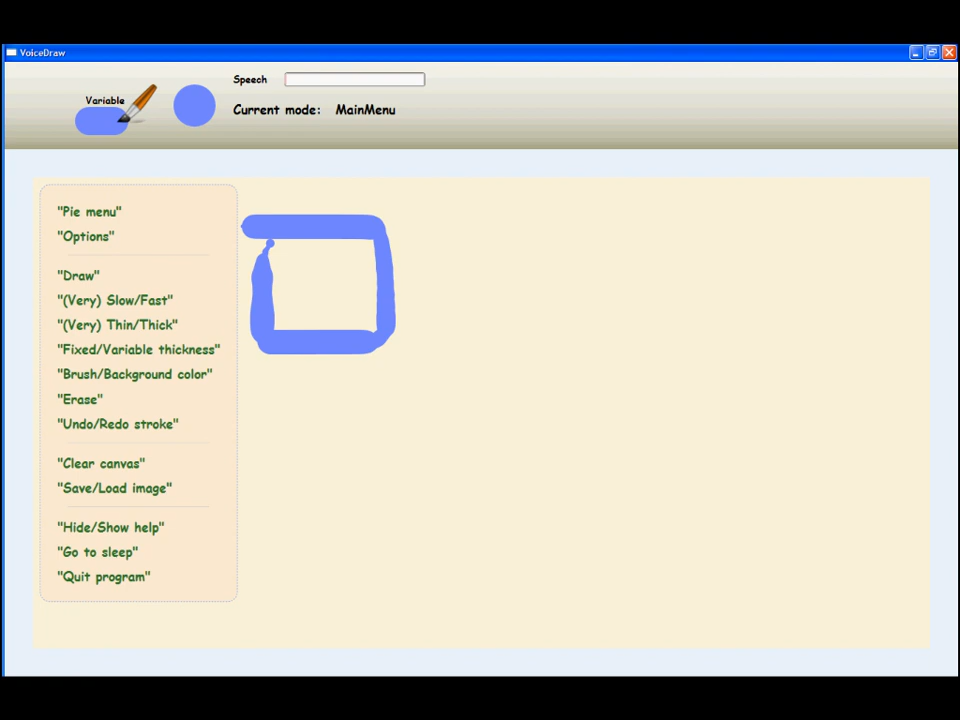 VoiceDraw
Speech
Variable
Current mode: MainMenu
"Pie menu"
"Options"
"Draw"
"(Very) Slow/Fast"
"(Very) Thin/Thick"
"Fixed/Variable thickness"
"Brush/Background color"
"Erase"
"Undo/Redo stroke"
"Clear canvas"
"Save/Load image"
"Hide/Show help"
"Go to sleep"
"Quit program"